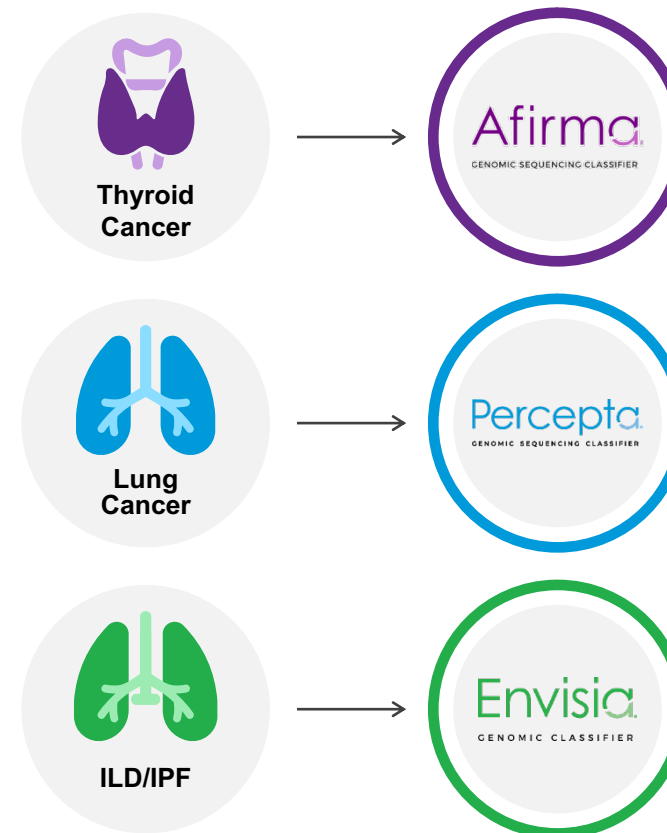 Thyroid
Cancer
Afirma.
GENOMIC SEQUENCING CLASSIFIER
Lung
Cancer
Percepta.
GENOMIC SEQUENCING CLASSIFIER
ILD/IPF
Envisia.
GENOMIC CLASSIFIER